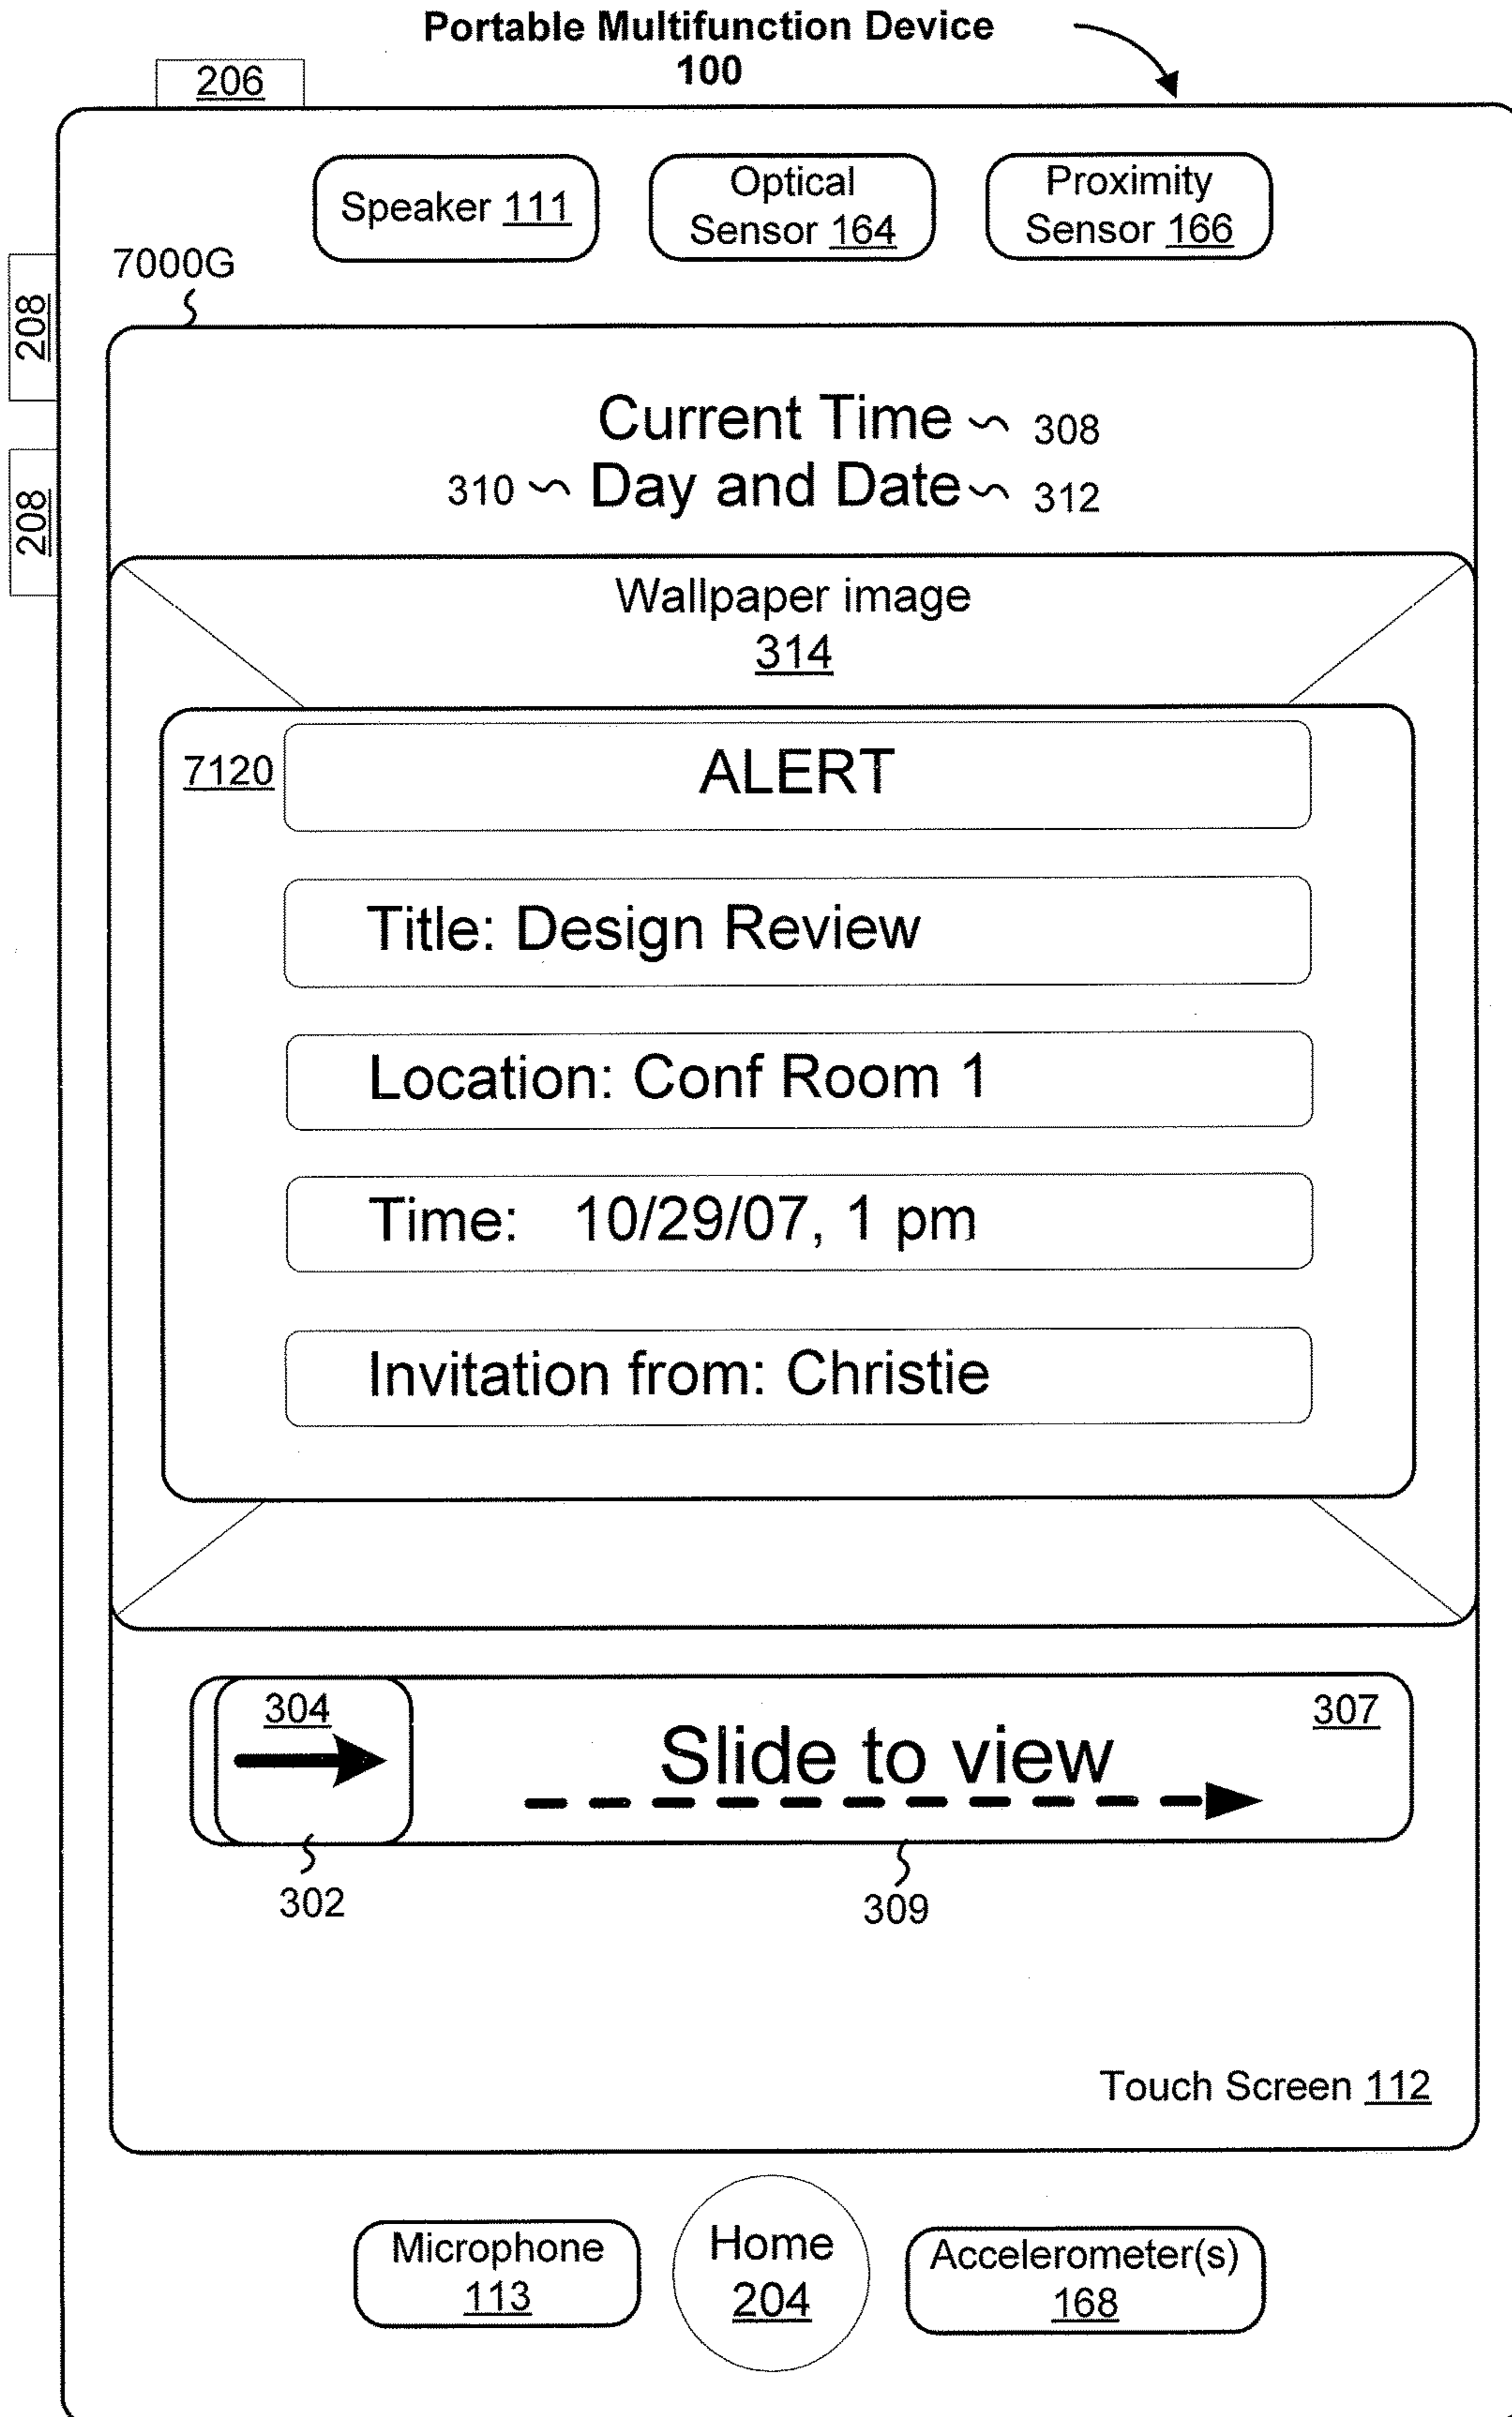 Portable Multifunction Device
100
206
Speaker 111
Optical
Sensor 164
Proximity
Sensor 166
7000G
208
208
Current Time 308
310 Day and Date 312
Wallpaper image
314
7120
ALERT
Title: Design Review
Location: Conf Room 1
Time: 10/29/07, 1 pm
Invitation from: Christie
304
Slide to view
307
302
309
Touch Screen 112
Microphone
113
Home
204
Accelerometer(s)
168